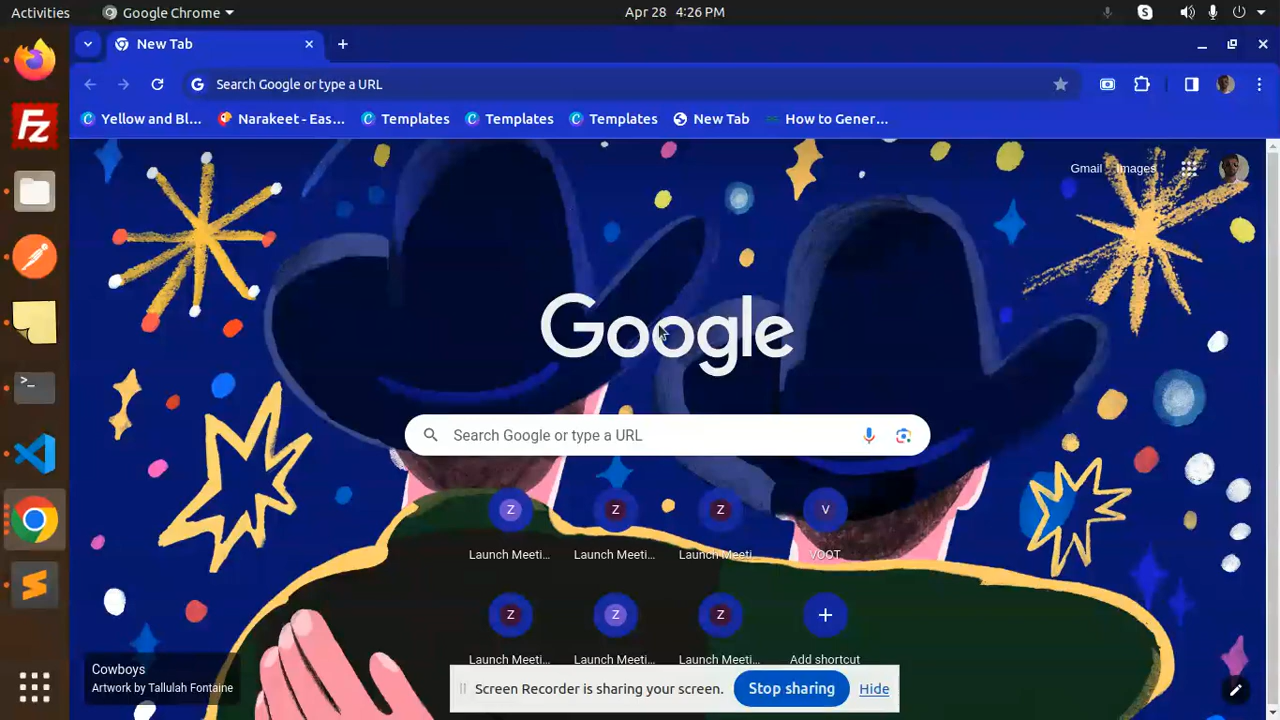 Activities
Google Chrome
Apr 28 4:26 PM
New Tab
Search Google or type a URL
Yellow and Bl...
Narakeet - Eas...
Templates
Templates
Templates
New Tab
How to Gener...
Gmail
Images
Google
Search Google or type a URL
Z
Z
Z
V
Launch Meeti...
Launch Meeti...
Launch Meeti...
VOOT
Z
Z
Z
Launch Meeti...
Launch Meeti...
Launch Meeti...
Add shortcut
Cowboys
Artwork by Tallulah Fontaine
Screen Recorder is sharing your screen.
Stop sharing
Hide